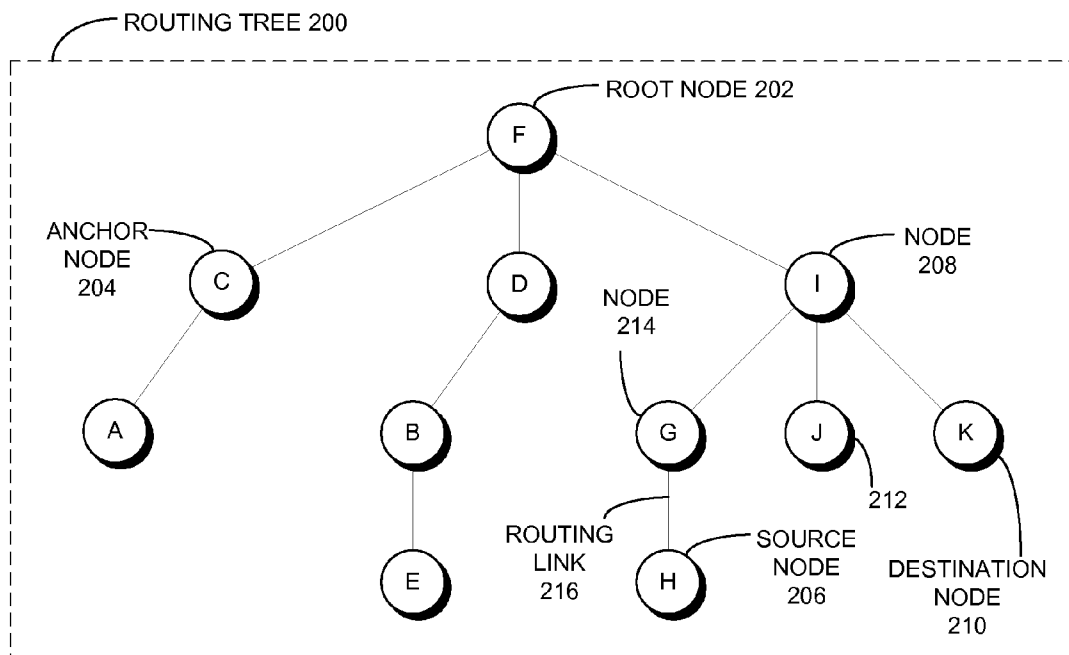 ROUTING TREE 200
ROOT NODE 202
F
ANCHOR
NODE
204
C
D
I
NODE
208
NODE
214
A
B
G
J
K
212
ROUTING
LINK
216
E
H
SOURCE
NODE
206
DESTINATION
NODE
210